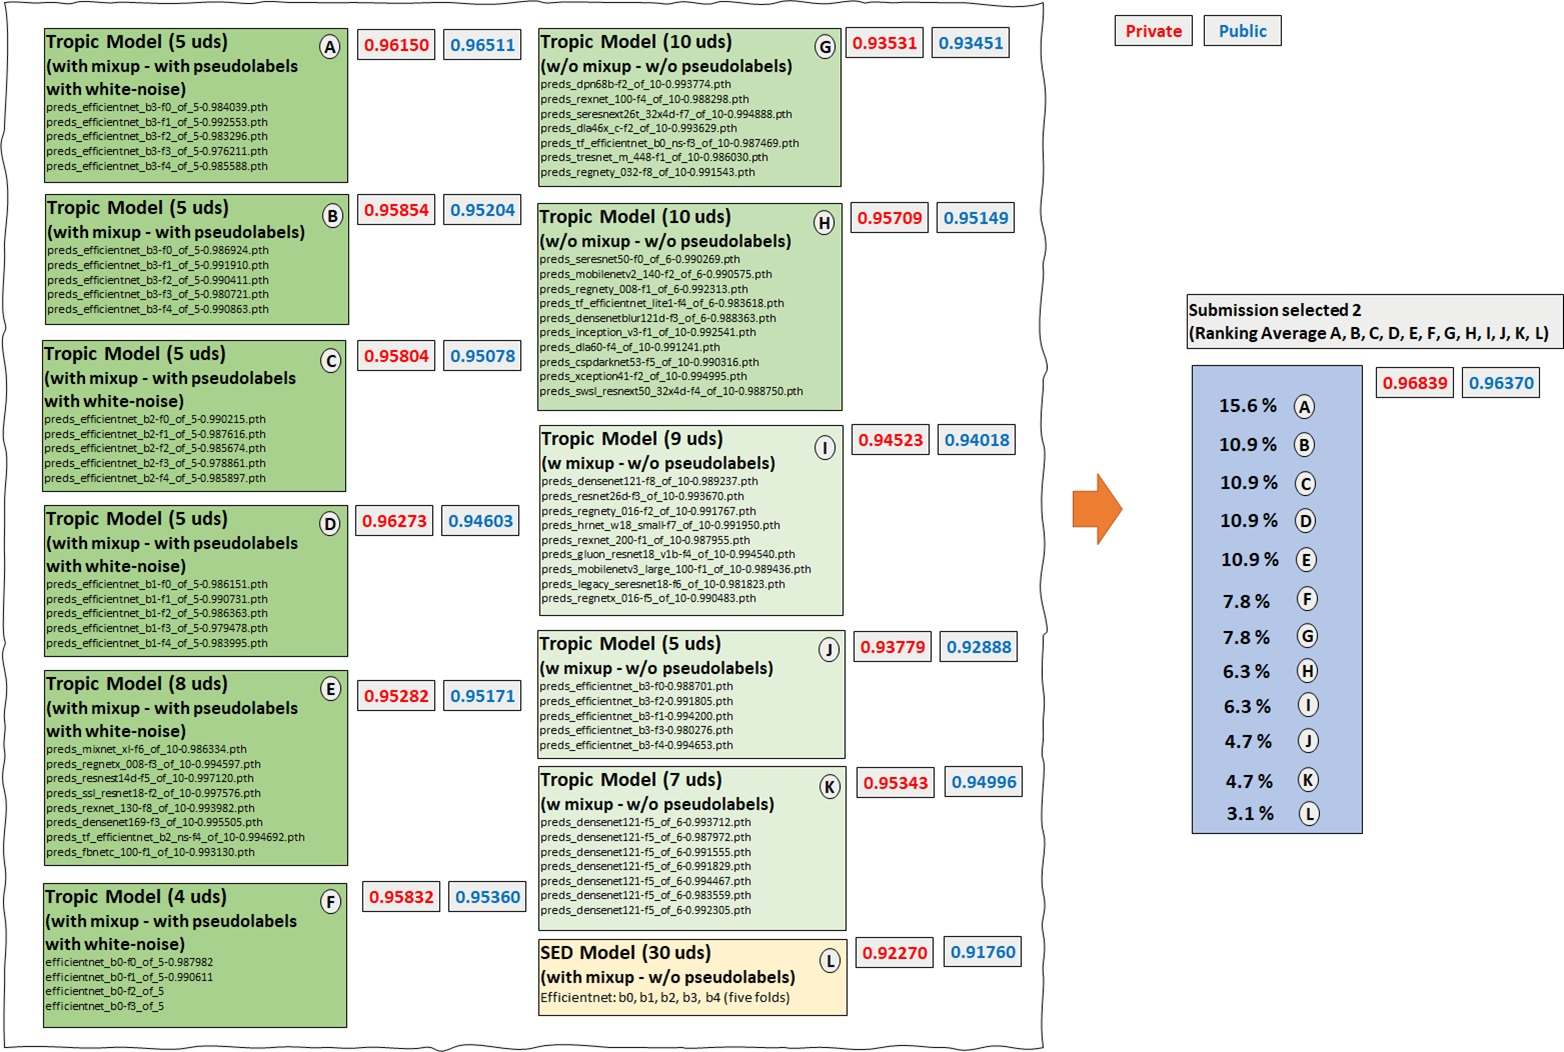 Tropic Model (5 uds)
(with mixup - with pseudolabels
with white-noise)
A
0.96150
0.96511
preds_efficientnet_b3-f0_of_5-0.984039.pth
preds_efficientnet_b3-f1_of_5-0.992553.pth
preds_efficientnet_b3-f2_of_5-0.983296.pth
preds_efficientnet_b3-f3_of_5-0.976211.pth
preds_efficientnet_b3-f4_of_5-0.985588.pth
Tropic Model (5 uds)
(with mixup - with pseudolabels)
B
0.95854
0.95204
preds_efficientnet_b3-f0_of_5-0.986924.pth
preds_efficientnet_b3-f1_of_5-0.991910.pth
preds_efficientnet_b3-f2_of_5-0.990411.pth
preds_efficientnet_b3-f3_of_5-0.980721.pth
preds_efficientnet_b3-f4_of_5-0.990863.pth
Tropic Model (5 uds)
(with mixup - with pseudolabels
with white-noise)
C
0.95804
0.95078
preds_efficientnet_b2-f0_of_5-0.990215.pth
preds_efficientnet_b2-f1_of_5-0.987616.pth
preds_efficientnet_b2-f2_of_5-0.985674.pth
preds_efficientnet_b2-f3_of_5-0.978861.pth
preds_efficientnet_b2-f4_of_5-0.985897.pth
Tropic Model (5 uds)
(with mixup - with pseudolabels
with white-noise)
D
0.96273
0.94603
preds_efficientnet_b1-f0_of_5-0.986151.pth
preds_efficientnet_b1-f1_of_5-0.990731.pth
preds_efficientnet_b1-f2_of_5-0.986363.pth
preds_efficientnet_b1-f3_of_5-0.979478.pth
preds_efficientnet_b1-f4_of_5-0.983995.pth
Tropic Model (8 uds)
(with mixup - with pseudolabels
with white-noise)
E
0.95282
0.95171
preds_mixnet_xl-f6_of_10-0.986334.pth
preds_regnetx_008-f3_of_10-0.994597.pth
preds_resnest14d-f5_of_10-0.997120.pth
preds_ssl_resnet18-f2_of_10-0.997576.pth
preds_rexnet_130-f8_of_10-0.993982.pth
preds_densenet169-f3_of_10-0.995505.pth
preds_tf_efficientnet_b2_ns-f4_of_10-0.994692.pth
preds_fbnetc_100-f1_of_10-0.993130.pth
Tropic Model (4 uds)
(with mixup - with pseudolabels
with white-noise)
F
0.95832
0.95360
efficientnet_b0-f0_of_5-0.987982
efficientnet_b0-f1_of_5-0.990611
efficientnet_b0-f2_of_5
efficientnet_b0-f3_of_5
Tropic Model (10 uds)
(w/o mixup - w/o pseudolabels)
G
0.93531
0.93451
preds_dpn68b-f2_of_10-0.993774.pth
preds_rexnet_100-f4_of_10-0.988298.pth
preds_seresnext26t_32x4d-f7_of_10-0.994888.pth
preds_dla46x_c-f2_of_10-0.993629.pth
preds_tf_efficientnet_b0_ns-f3_of_10-0.987469.pth
preds_tresnet_m_448-f1_of_10-0.986030.pth
preds_regnety_032-f8_of_10-0.991543.pth
Tropic Model (10 uds)
(w/o mixup - w/o pseudolabels)
H
0.95709
0.95149
preds_seresnet50-f0_of_6-0.990269.pth
preds_mobilenetv2_140-f2_of_6-0.990575.pth
preds_regnety_008-f1_of_6-0.992313.pth
preds_tf_efficientnet_lite1-f4_of_6-0.983618.pth
preds_densenetblur121d-f3_of_6-0.988363.pth
preds_inception_v3-f1_of_10-0.992541.pth
preds_dla60-f4_of_10-0.991241.pth
preds_cspdarknet53-f5_of_10-0.990316.pth
preds_xception41-f2_of_10-0.994995.pth
preds_swsl_resnext50_32x4d-f4_of_10-0.988750.pth
Tropic Model (9 uds)
(w mixup - w/o pseudolabels)
I
0.94523
0.94018
preds_densenet121-f8_of_10-0.989237.pth
preds_resnet26d-f3_of_10-0.993670.pth
preds_regnety_016-f2_of_10-0.991767.pth
preds_hrnet_w18_small-f7_of_10-0.991950.pth
preds_rexnet_200-f1_of_10-0.987955.pth
preds_gluon_resnet18_v1b-f4_of_10-0.994540.pth
preds_mobilenetv3_large_100-f1_of_10-0.989436.pth
preds_legacy_seresnet18-f6_of_10-0.981823.pth
preds_regnetx_016-f5_of_10-0.990483.pth
Tropic Model (5 uds)
(w mixup - w/o pseudolabels)
J
0.93779
0.92888
preds_efficientnet_b3-f0-0.988701.pth
preds_efficientnet_b3-f2-0.991805.pth
preds_efficientnet_b3-f1-0.994200.pth
preds_efficientnet_b3-f3-0.980276.pth
preds_efficientnet_b3-f4-0.994653.pth
Tropic Model (7 uds)
(w mixup - w/o pseudolabels)
K
0.95343
0.94996
preds_densenet121-f5_of_6-0.993712.pth
preds_densenet121-f5_of_6-0.987972.pth
preds_densenet121-f5_of_6-0.991555.pth
preds_densenet121-f5_of_6-0.991829.pth
preds_densenet121-f5_of_6-0.994467.pth
preds_densenet121-f5_of_6-0.983559.pth
preds_densenet121-f5_of_6-0.992305.pth
SED Model (30 uds)
(with mixup - w/o pseudolabels)
L
0.92270
0.91760
Efficientnet: b0, b1, b2, b3, b4 (five folds)
Private
Public
Submission selected 2
(Ranking Average A, B, C, D, E, F, G, H, I, J, K, L)
0.96839
0.96370
15.6 % A
10.9 % B
10.9 % C
10.9 % D
10.9 % E
7.8 % F
7.8 % G
6.3 % H
6.3 % I
4.7 % J
4.7 % K
3.1 % L